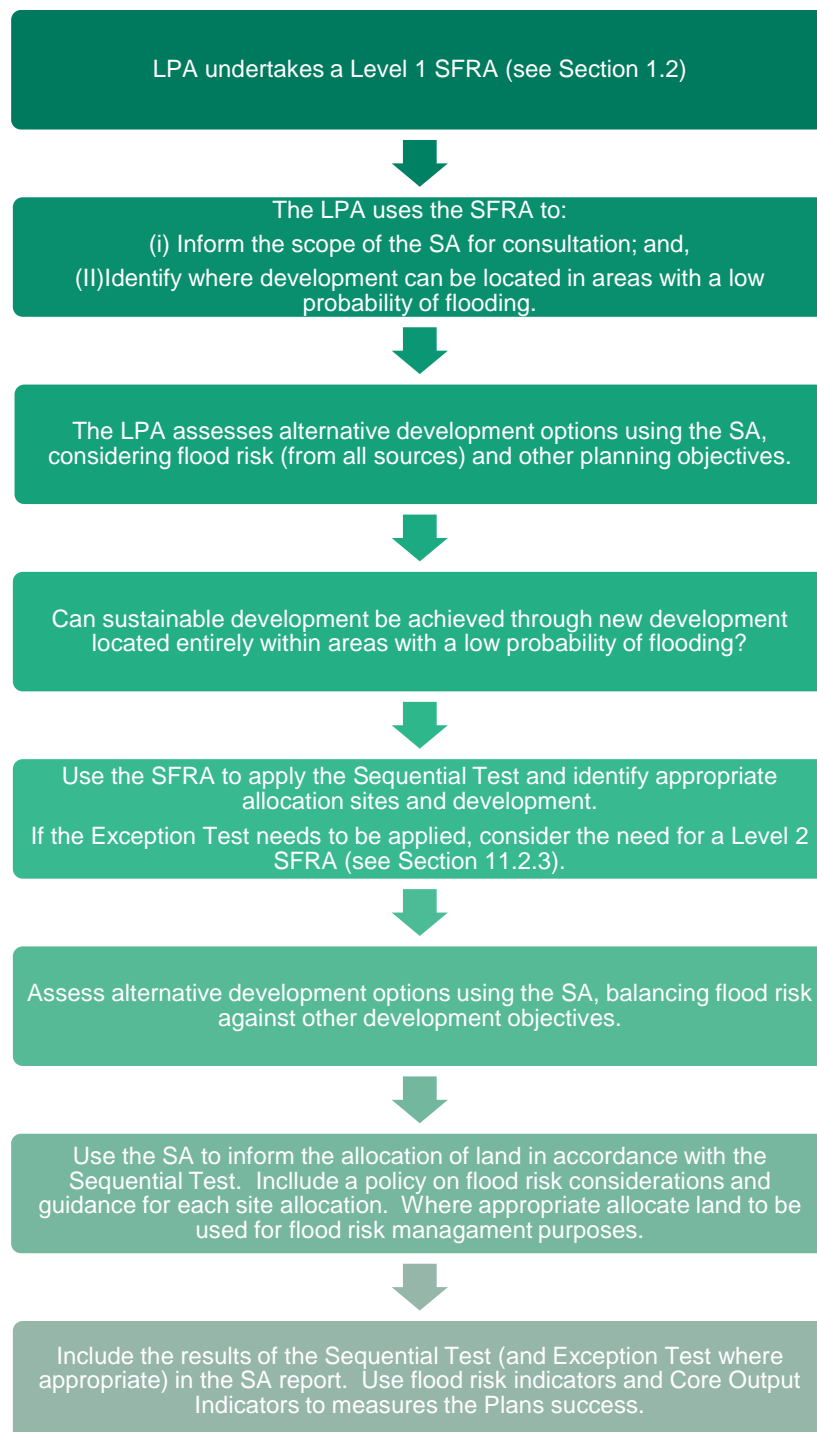 LPA undertakes a Level 1 SFRA (see Section 1.2)
The LPA uses the SFRA to:
(i) Inform the scope of the SA for consultation; and,
(II)Identify where development can be located in areas with a low
probability of flooding.
The LPA assesses alternative development options using the SA,
considering flood risk (from all sources) and other planning objectives.
Can sustainable development be achieved through new development
located entirely within areas with a low probability of flooding?
Use the SFRA to apply the Sequential Test and identify appropriate
allocation sites and development.
If the Exception Test needs to be applied, consider the need for a Level 2
SFRA (see Section 11.2.3).
Assess alternative development options using the SA, balancing flood risk
against other development objectives.
Use the SA to inform the allocation of land in accordance with the
Sequential Test.  Incllude a policy on flood risk considerations and
guidance for each site allocation.  Where appropriate allocate land to be
used for flood risk managament purposes.
Include the results of the Sequential Test (and Exception Test where
appropriate) in the SA report.  Use flood risk indicators and Core Output
Indicators to measures the Plans success.